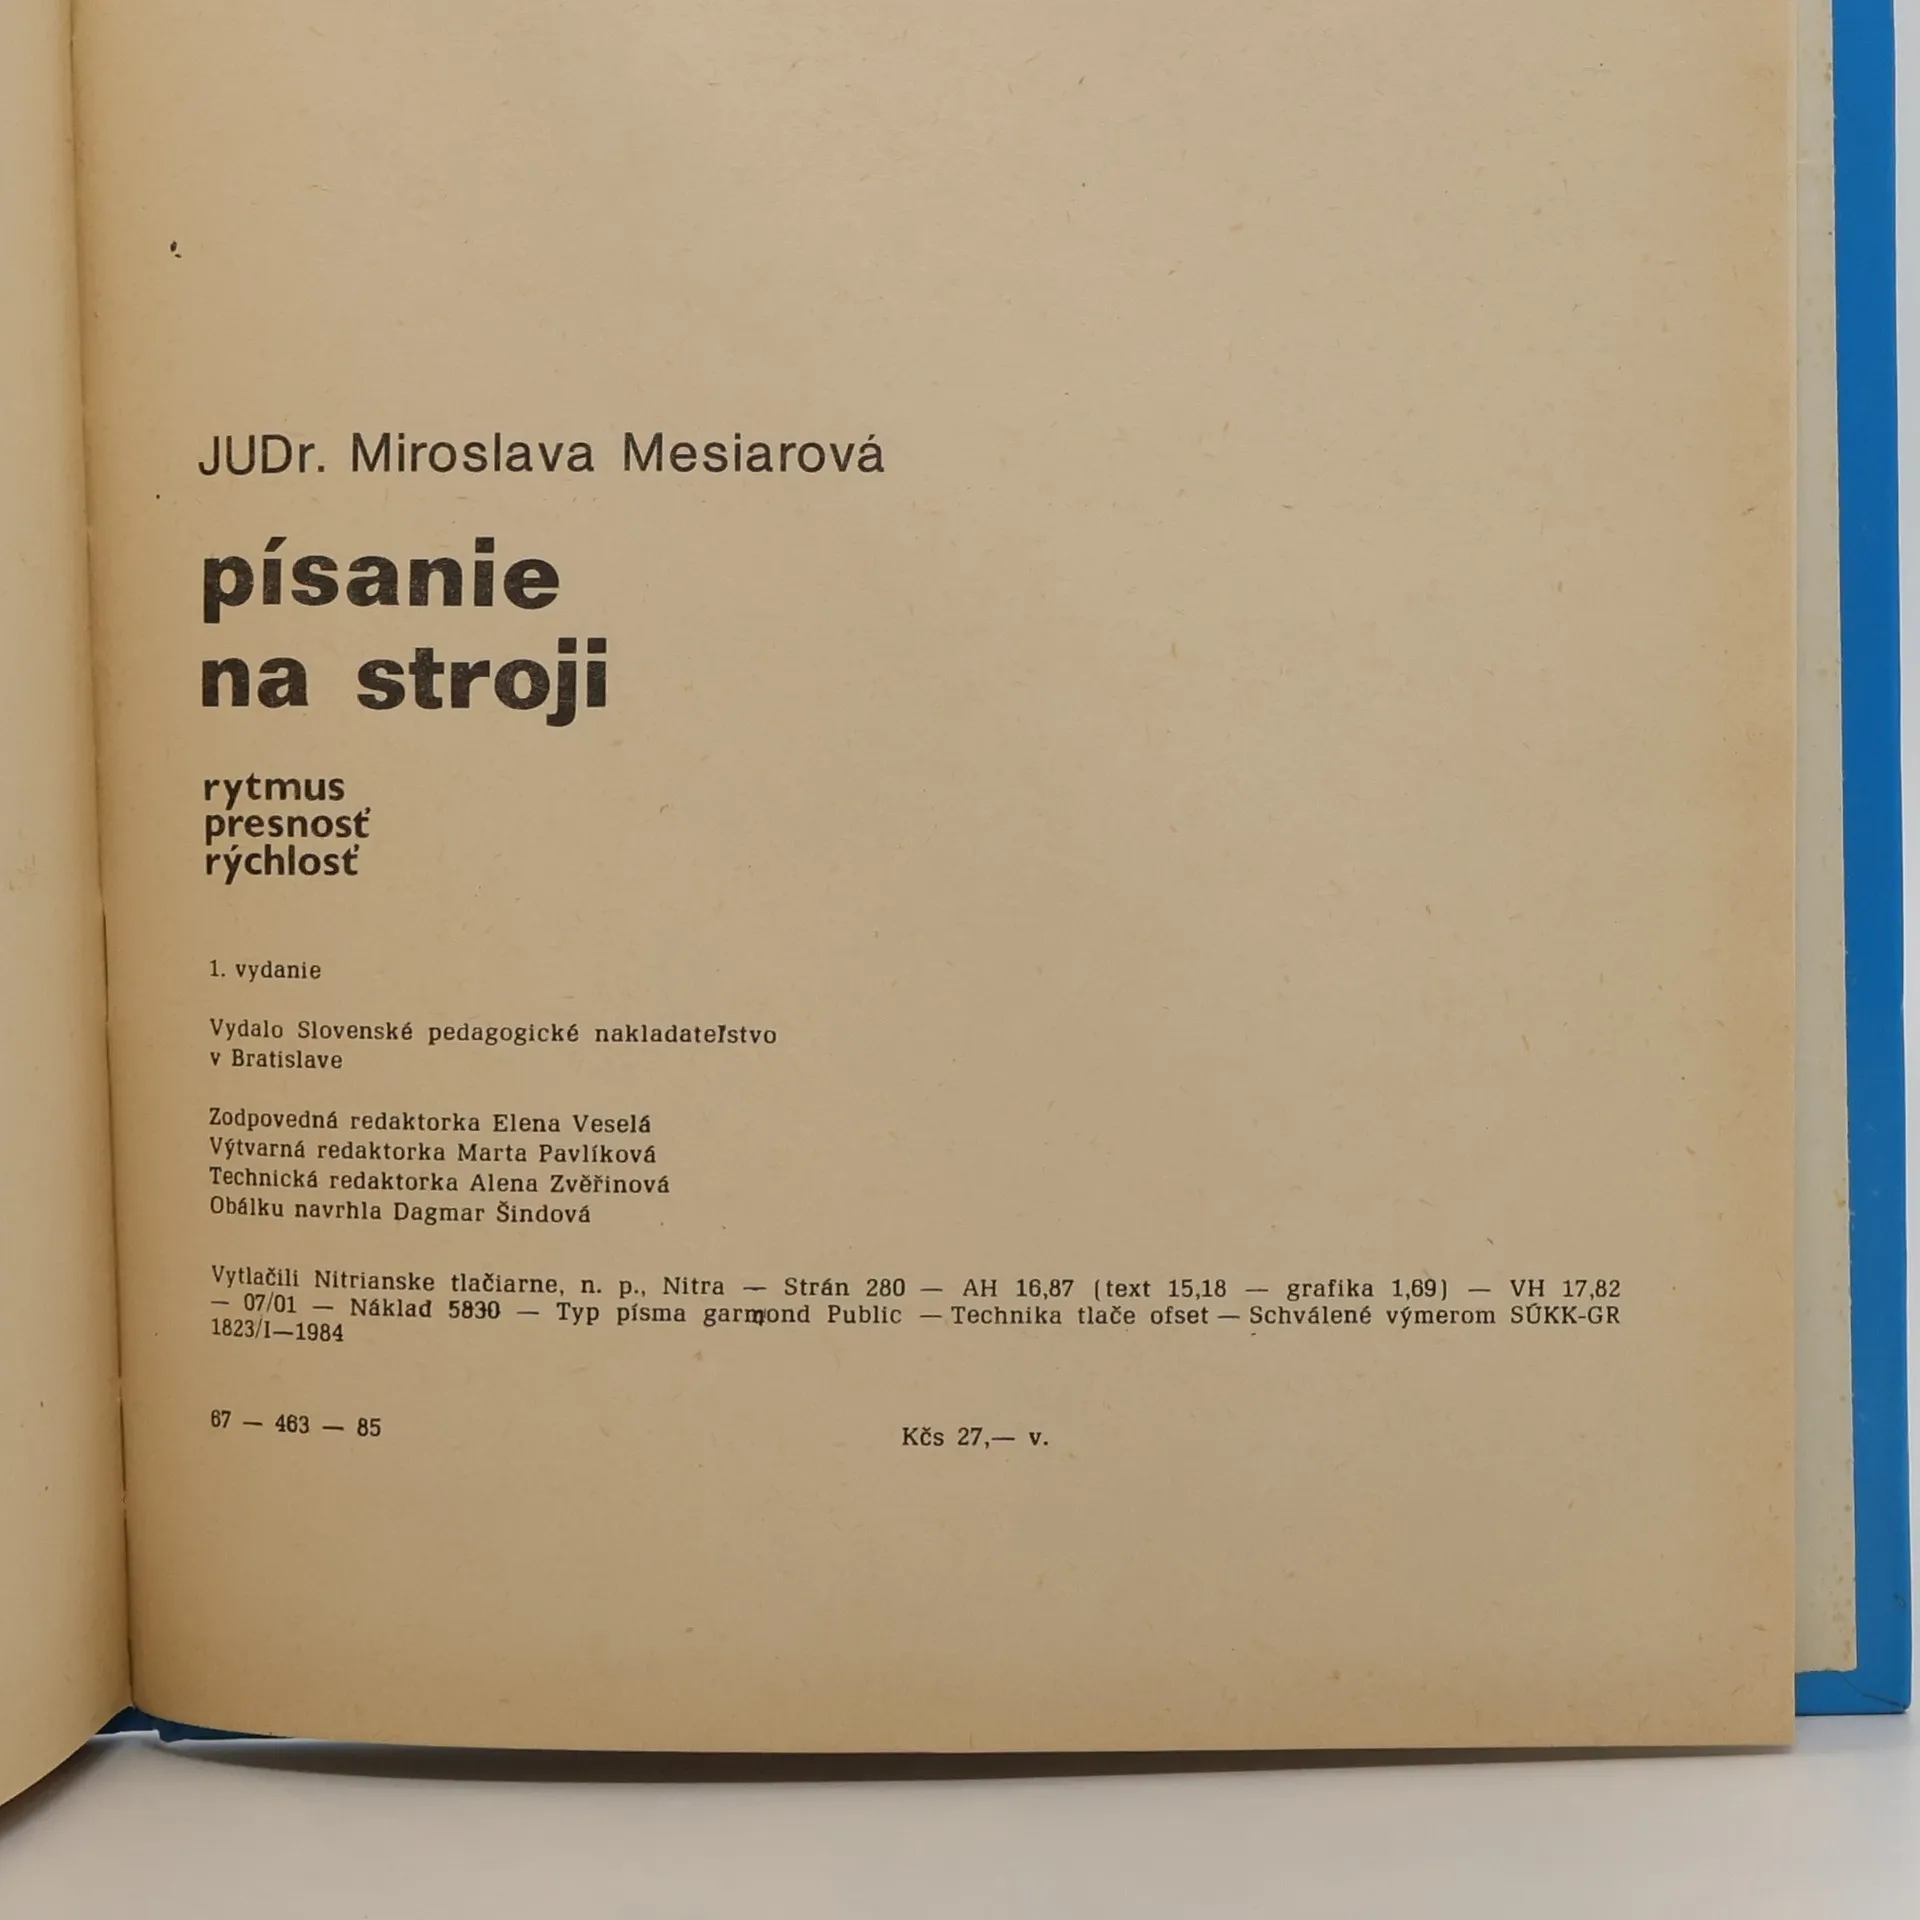 JUDr. Miroslava Mesiarová
písanie
na stroji
rytmus
presnosť
rýchlosť
1. vydanie
Vydalo Slovenské pedagogické nakladateľstvo
v Bratislave
Zodpovedná redaktorka Elena Veselá
Výtvarná redaktorka Marta Pavlíková
Technická redaktorka Alena Zvěřinová
Obálku navrhla Dagmar Šindová
Vytlačili Nitrianske tlačiarne, n. p., Nitra — Strán 280 — AH 16,87 (text 15,18 — grafika 1,69) — VH 17,82
— 07/01 — Náklad 5830 — Typ písma garmond Public — Technika tlače ofset — Schválené výmerom SÚKK-GR
1823/I—1984
67 — 463 — 85 Kčs 27,— v.